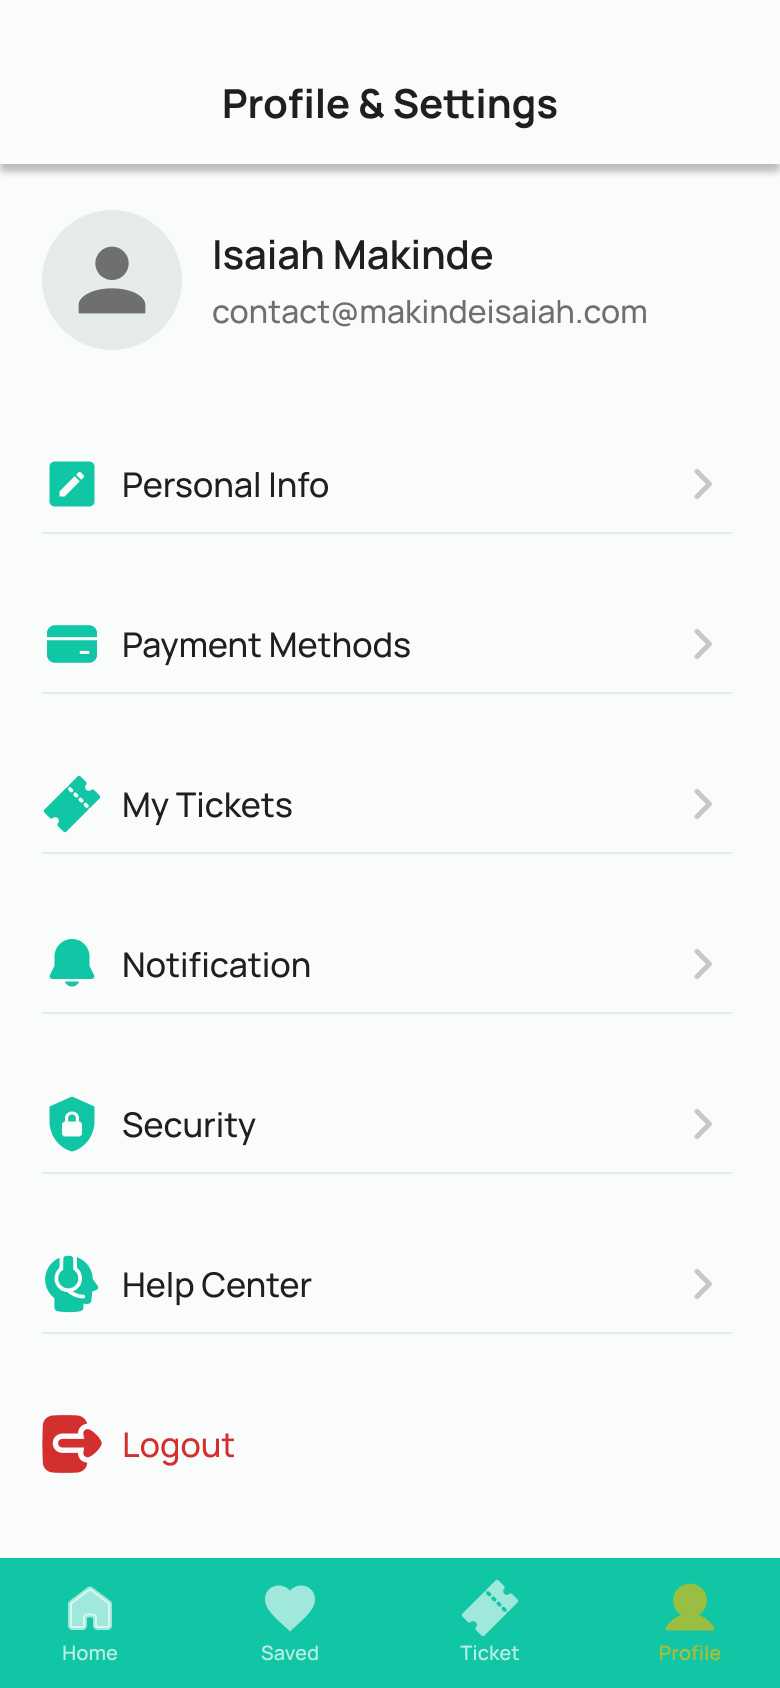 Profile & Settings
Isaiah Makinde
contact@makindeisaiah.com
Personal Info
Payment Methods
My Tickets
Notification
Security
Help Center
Logout
Home Saved Ticket Profile